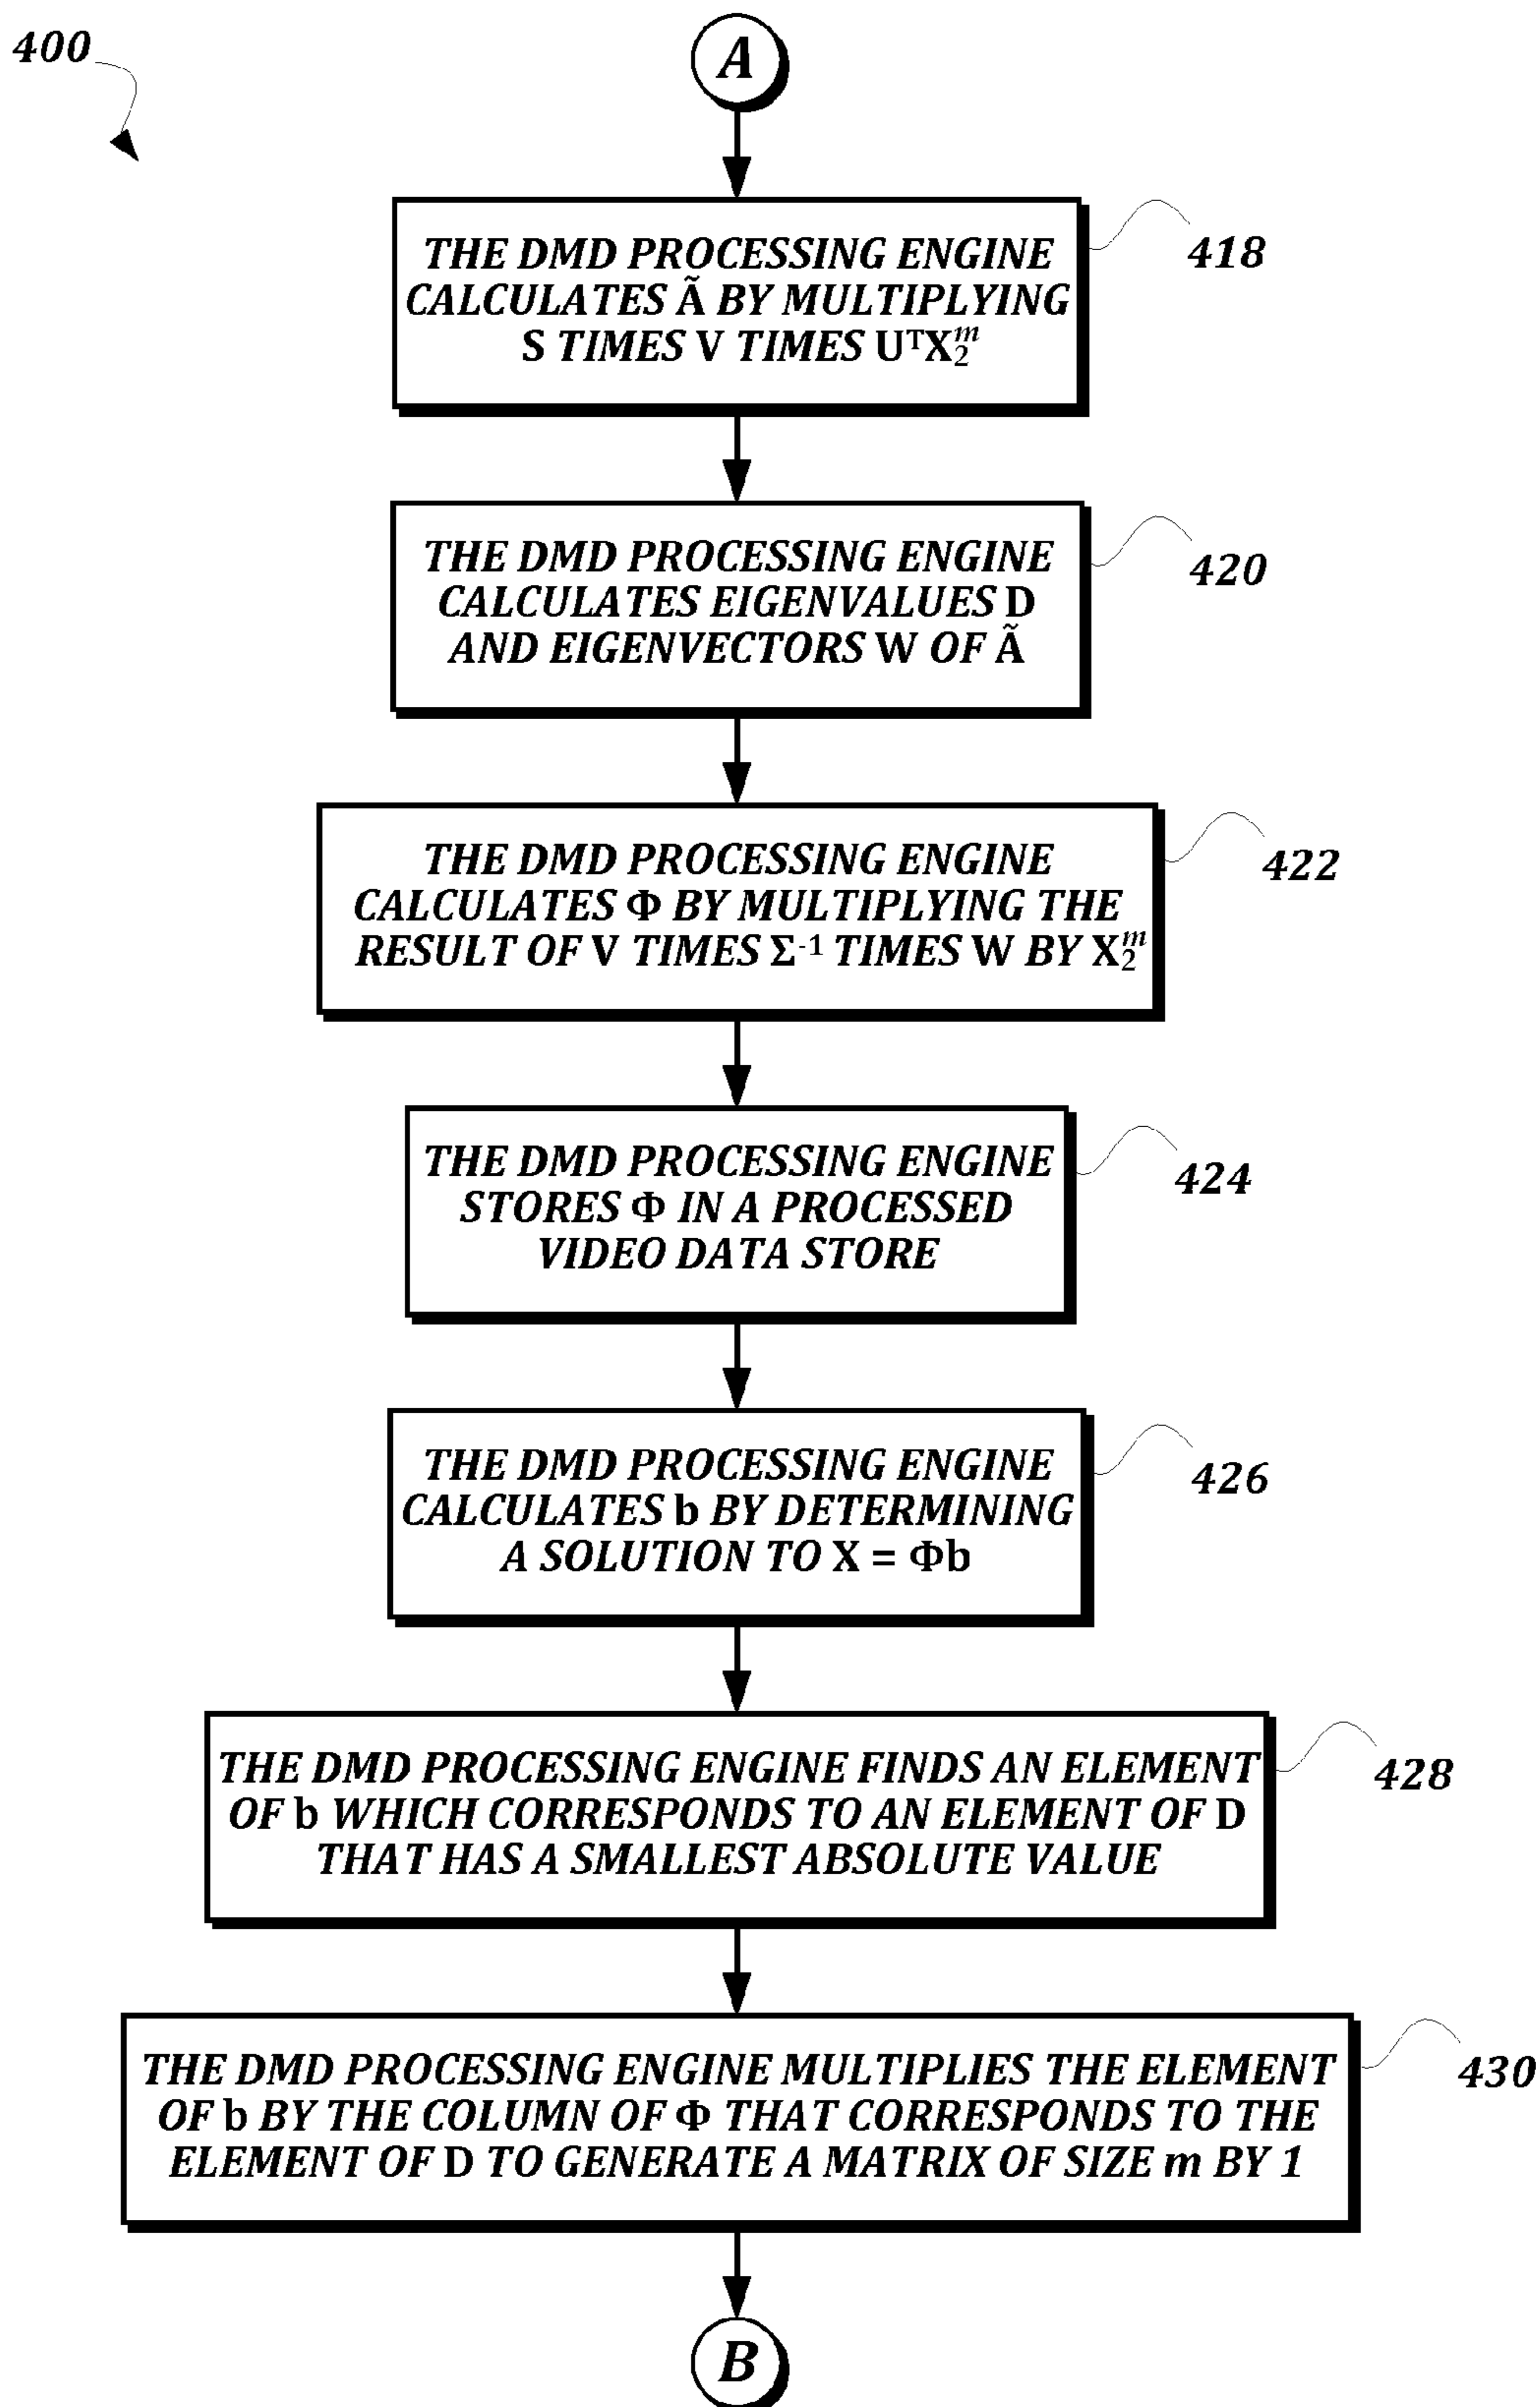 400
A
THE DMD PROCESSING ENGINE
CALCULATES Ã BY MULTIPLYING
S TIMES V TIMES UᵀX₂ᵐ
418
THE DMD PROCESSING ENGINE
CALCULATES EIGENVALUES D
AND EIGENVECTORS W OF Ã
420
THE DMD PROCESSING ENGINE
CALCULATES Φ BY MULTIPLYING THE
RESULT OF V TIMES Σ⁻¹ TIMES W BY X₂ᵐ
422
THE DMD PROCESSING ENGINE
STORES Φ IN A PROCESSED
VIDEO DATA STORE
424
THE DMD PROCESSING ENGINE
CALCULATES b BY DETERMINING
A SOLUTION TO X = Φb
426
THE DMD PROCESSING ENGINE FINDS AN ELEMENT
OF b WHICH CORRESPONDS TO AN ELEMENT OF D
THAT HAS A SMALLEST ABSOLUTE VALUE
428
THE DMD PROCESSING ENGINE MULTIPLIES THE ELEMENT
OF b BY THE COLUMN OF Φ THAT CORRESPONDS TO THE
ELEMENT OF D TO GENERATE A MATRIX OF SIZE m BY 1
430
B